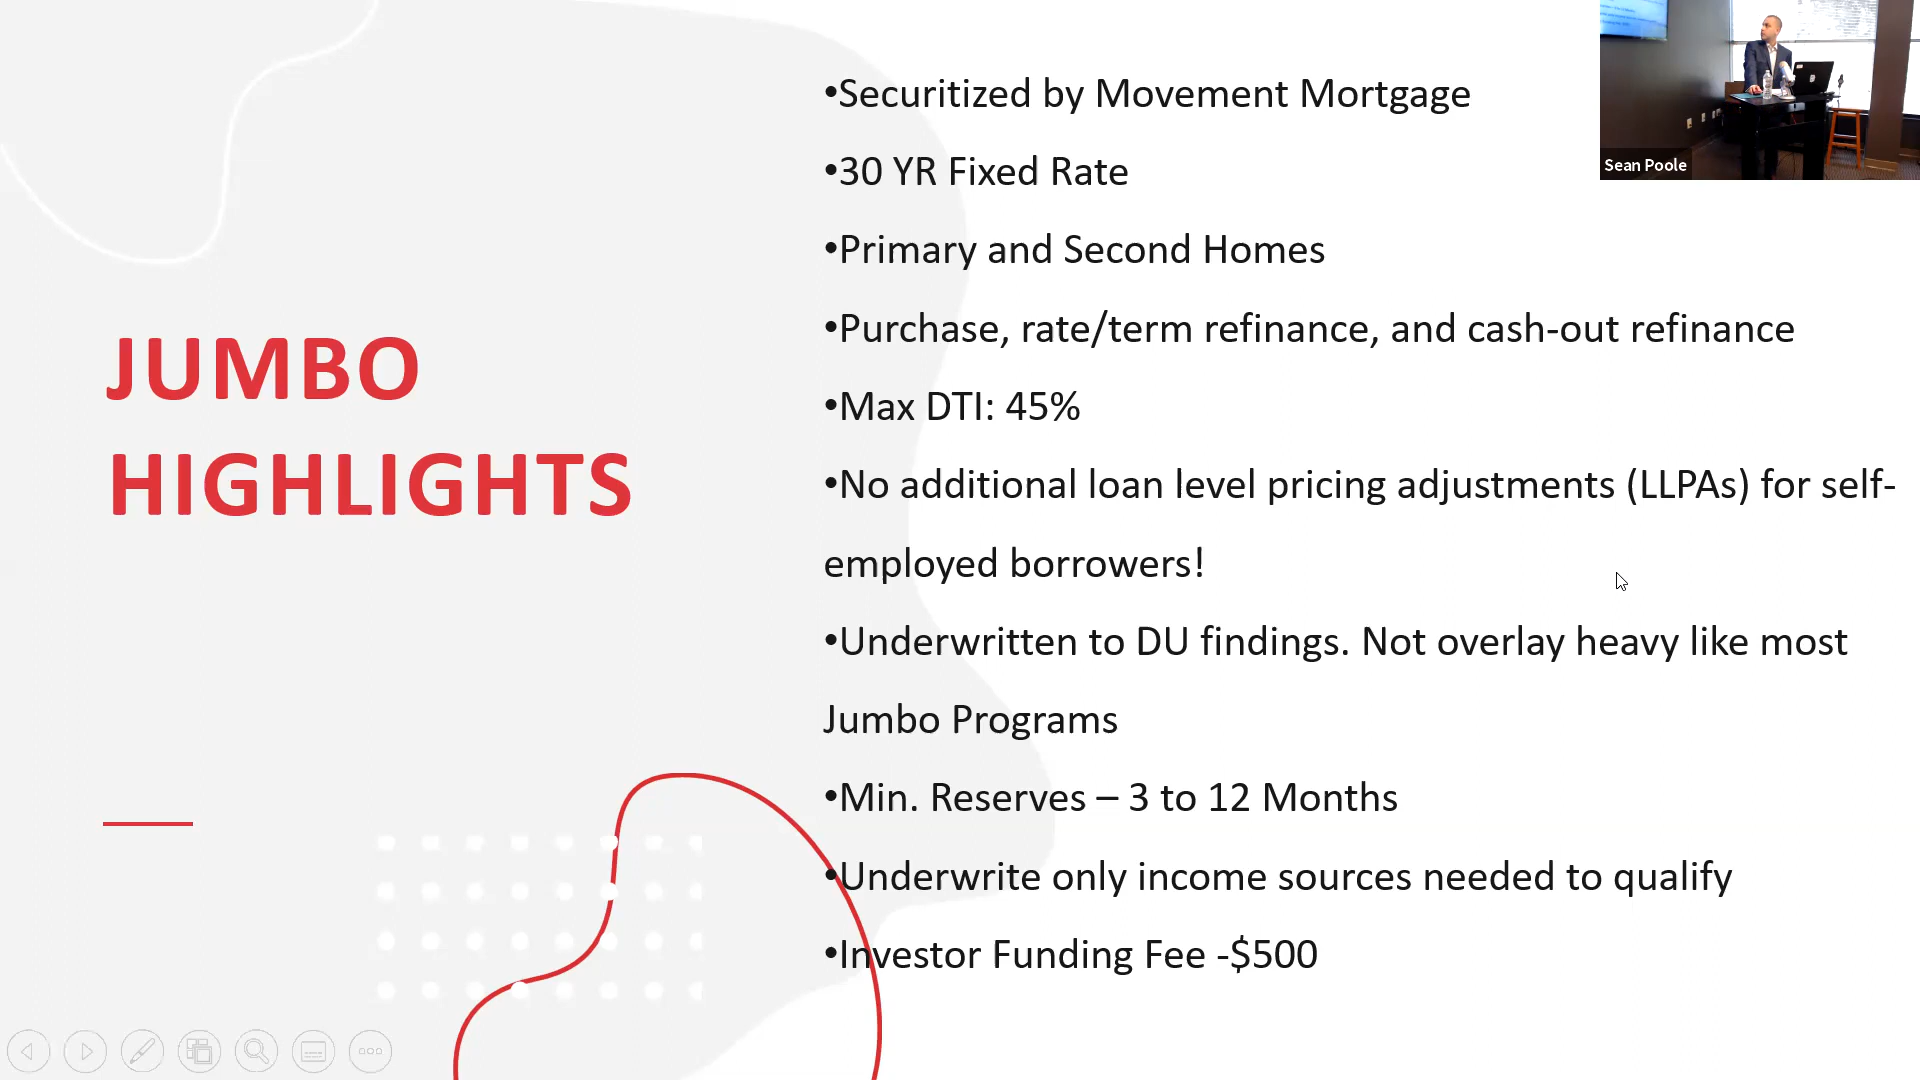 JUMBO
HIGHLIGHTS
•Securitized by Movement Mortgage
•30 YR Fixed Rate
•Primary and Second Homes
•Purchase, rate/term refinance, and cash-out refinance
•Max DTI: 45%
•No additional loan level pricing adjustments (LLPAs) for self-
employed borrowers!
•Underwritten to DU findings. Not overlay heavy like most
Jumbo Programs
•Min. Reserves – 3 to 12 Months
•Underwrite only income sources needed to qualify
•Investor Funding Fee -$500
Sean Poole